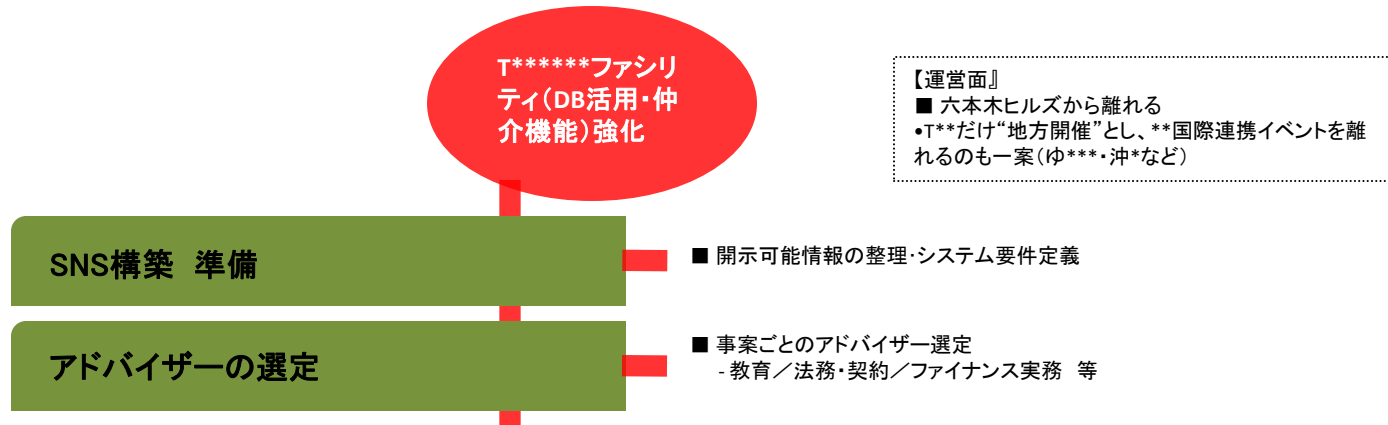 T******ファシリ
ティ(DB活用・仲
介機能)強化
【運営面』
■ 六本木ヒルズから離れる
•T**だけ“地方開催”とし、**国際連携イベントを離
れるのも一案(ゆ***・沖*など)
SNS構築　準備
■ 開示可能情報の整理・システム要件定義
アドバイザーの選定
■ 事案ごとのアドバイザー選定
- 教育／法務・契約／ファイナンス実務　等